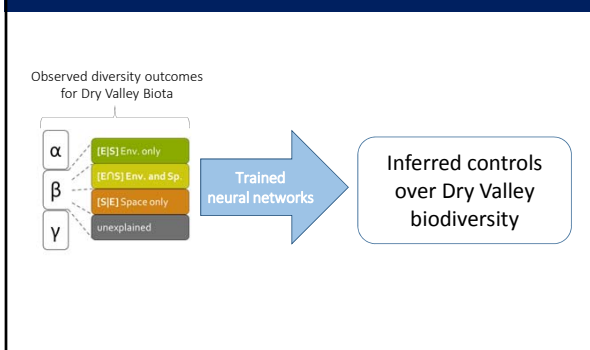 Observed diversity outcomes
for Dry Valley Biota
α
β
γ
[E|S] Env. only
[E∩S] Env. and Sp.
[S|E] Space only
unexplained
Trained
neural networks
Inferred controls
over Dry Valley
biodiversity